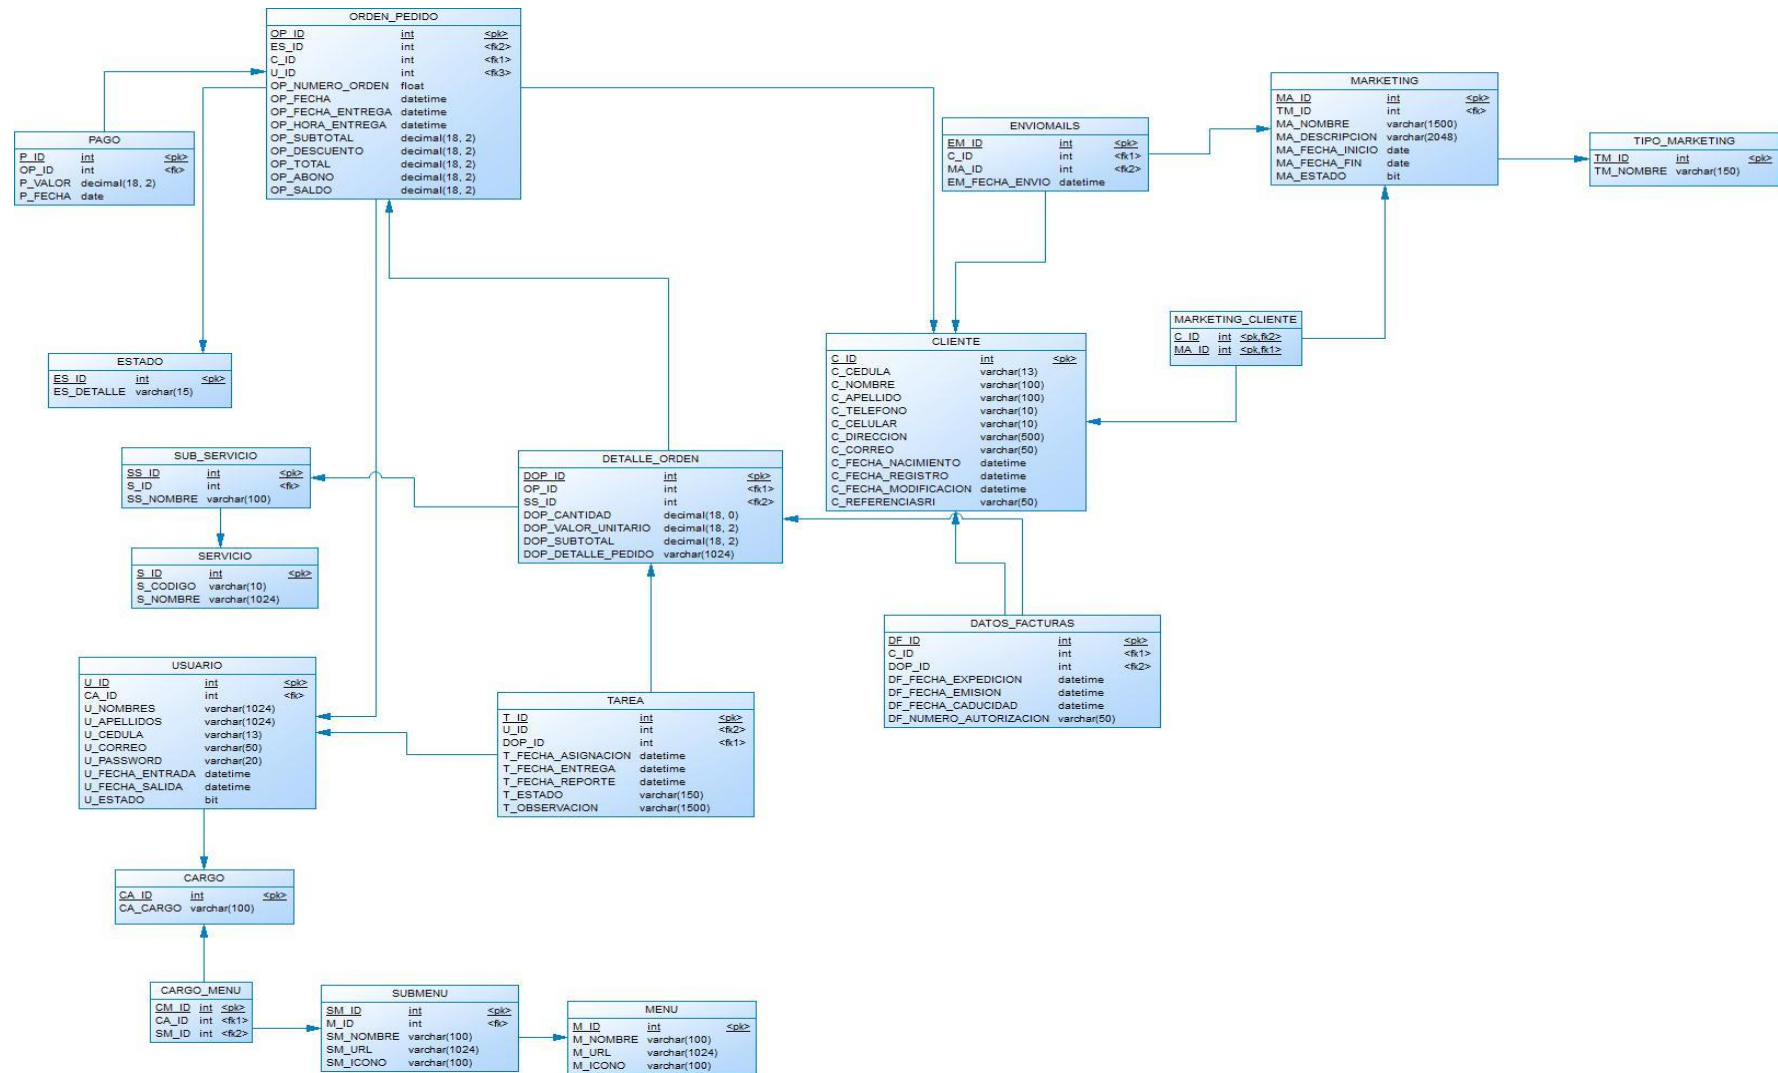 ORDEN_PEDIDO
OP_ID int <pk>
ES_ID int <fk2>
C_ID int <fk1>
U_ID int <fk3>
OP_NUMERO_ORDEN float
OP_FECHA datetime
OP_FECHA_ENTREGA datetime
OP_HORA_ENTREGA datetime
OP_SUBTOTAL decimal(18, 2)
OP_DESCUENTO decimal(18, 2)
OP_TOTAL decimal(18, 2)
OP_ABONO decimal(18, 2)
OP_SALDO decimal(18, 2)
PAGO
P_ID int <pk>
OP_ID int <fk>
P_VALOR decimal(18, 2)
P_FECHA date
ENVIOMAILS
EM_ID int <pk>
C_ID int <fk1>
MA_ID int <fk2>
EM_FECHA_ENVIO datetime
MARKETING
MA_ID int <pk>
TM_ID int <fk>
MA_NOMBRE varchar(1500)
MA_DESCRIPCION varchar(2048)
MA_FECHA_INICIO date
MA_FECHA_FIN date
MA_ESTADO bit
TIPO_MARKETING
TM_ID int <pk>
TM_NOMBRE varchar(150)
MARKETING_CLIENTE
C_ID int <pk,fk2>
MA_ID int <pk,fk1>
ESTADO
ES_ID int <pk>
ES_DETALLE varchar(15)
CLIENTE
C_ID int <pk>
C_CEDULA varchar(13)
C_NOMBRE varchar(100)
C_APELLIDO varchar(100)
C_TELEFONO varchar(10)
C_CELULAR varchar(10)
C_DIRECCION varchar(500)
C_CORREO varchar(50)
C_FECHA_NACIMIENTO datetime
C_FECHA_REGISTRO datetime
C_FECHA_MODIFICACION datetime
C_REFERENCIASRI varchar(50)
SUB_SERVICIO
SS_ID int <pk>
S_ID int <fk>
SS_NOMBRE varchar(100)
DETALLE_ORDEN
DOP_ID int <pk>
OP_ID int <fk1>
SS_ID int <fk2>
DOP_CANTIDAD decimal(18, 0)
DOP_VALOR_UNITARIO decimal(18, 2)
DOP_SUBTOTAL decimal(18, 2)
DOP_DETALLE_PEDIDO varchar(1024)
SERVICIO
S_ID int <pk>
S_CODIGO varchar(10)
S_NOMBRE varchar(1024)
DATOS_FACTURAS
DF_ID int <pk>
C_ID int <fk1>
DOP_ID int <fk2>
DF_FECHA_EXPEDICION datetime
DF_FECHA_EMISION datetime
DF_FECHA_CADUCIDAD datetime
DF_NUMERO_AUTORIZACION varchar(50)
USUARIO
U_ID int <pk>
CA_ID int <fk>
U_NOMBRES varchar(1024)
U_APELLIDOS varchar(1024)
U_CEDULA varchar(13)
U_CORREO varchar(50)
U_PASSWORD varchar(20)
U_FECHA_ENTRADA datetime
U_FECHA_SALIDA datetime
U_ESTADO bit
TAREA
T_ID int <pk>
U_ID int <fk2>
DOP_ID int <fk1>
T_FECHA_ASIGNACION datetime
T_FECHA_ENTREGA datetime
T_FECHA_REPORTE datetime
T_ESTADO varchar(150)
T_OBSERVACION varchar(1500)
CARGO
CA_ID int <pk>
CA_CARGO varchar(100)
CARGO_MENU
CM_ID int <pk>
CA_ID int <fk1>
SM_ID int <fk2>
SUBMENU
SM_ID int <pk>
M_ID int <fk>
SM_NOMBRE varchar(100)
SM_URL varchar(1024)
SM_ICONO varchar(100)
MENU
M_ID int <pk>
M_NOMBRE varchar(100)
M_URL varchar(1024)
M_ICONO varchar(100)